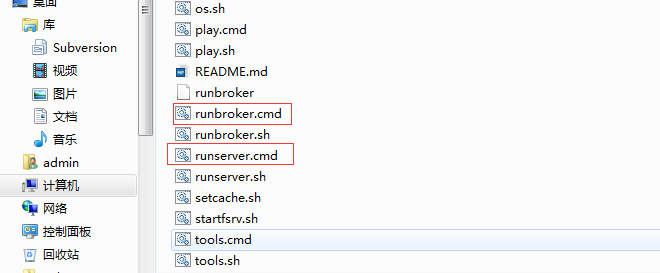 桌面
库
Subversion
视频
图片
文档
音乐
admin
计算机
网络
控制面板
回收站
os.sh
play.cmd
play.sh
README.md
runbroker
runbroker.cmd
runbroker.sh
runserver.cmd
runserver.sh
setcache.sh
startfsrv.sh
tools.cmd
tools.sh